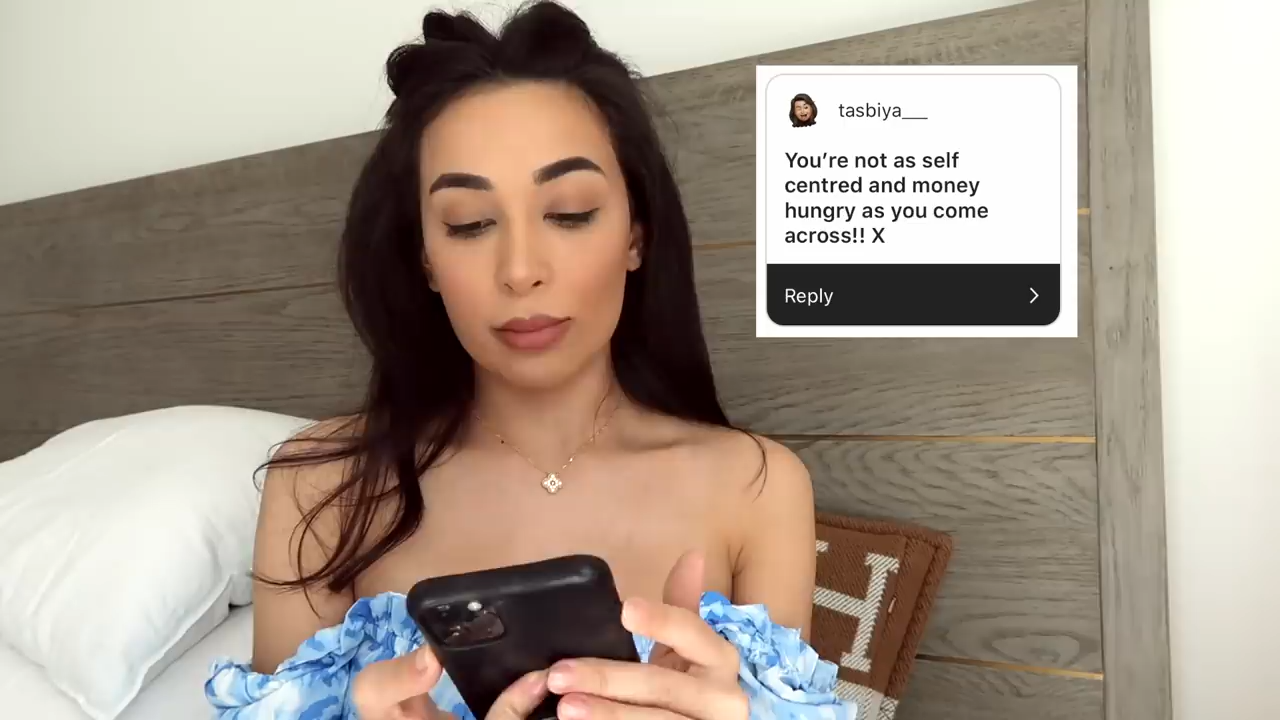 tasbiya___
You’re not as self
centred and money
hungry as you come
across!! X
Reply
H